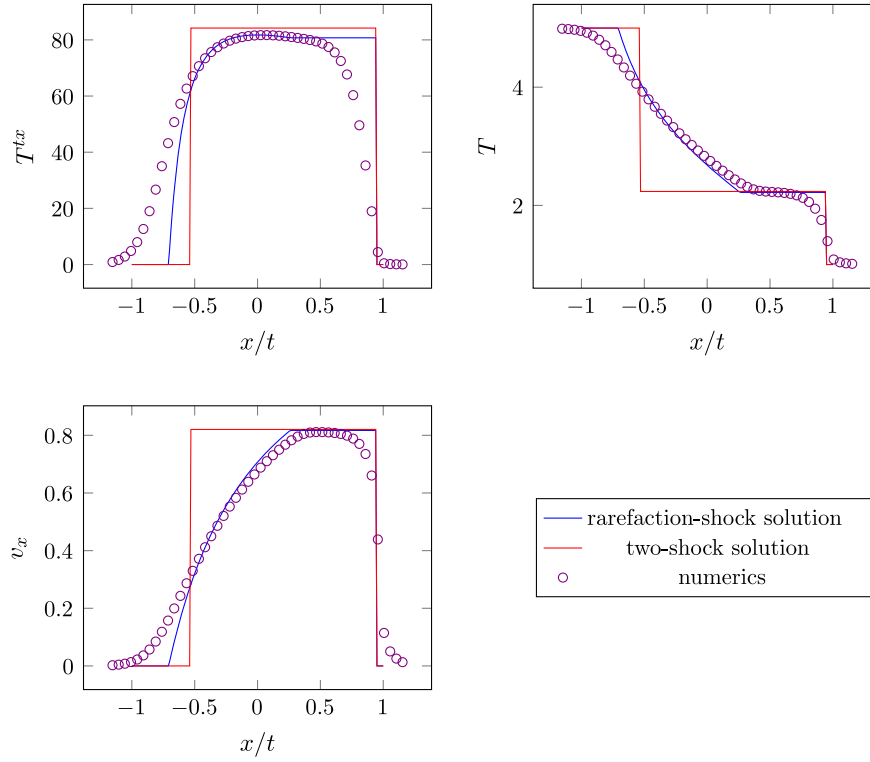 80
60
40
20
0
T^{tx}
−1 −0.5 0 0.5 1
x/t
4
2
T
−1 −0.5 0 0.5 1
x/t
0.8
0.6
0.4
0.2
0
v_x
−1 −0.5 0 0.5 1
x/t
rarefaction-shock solution
two-shock solution
numerics